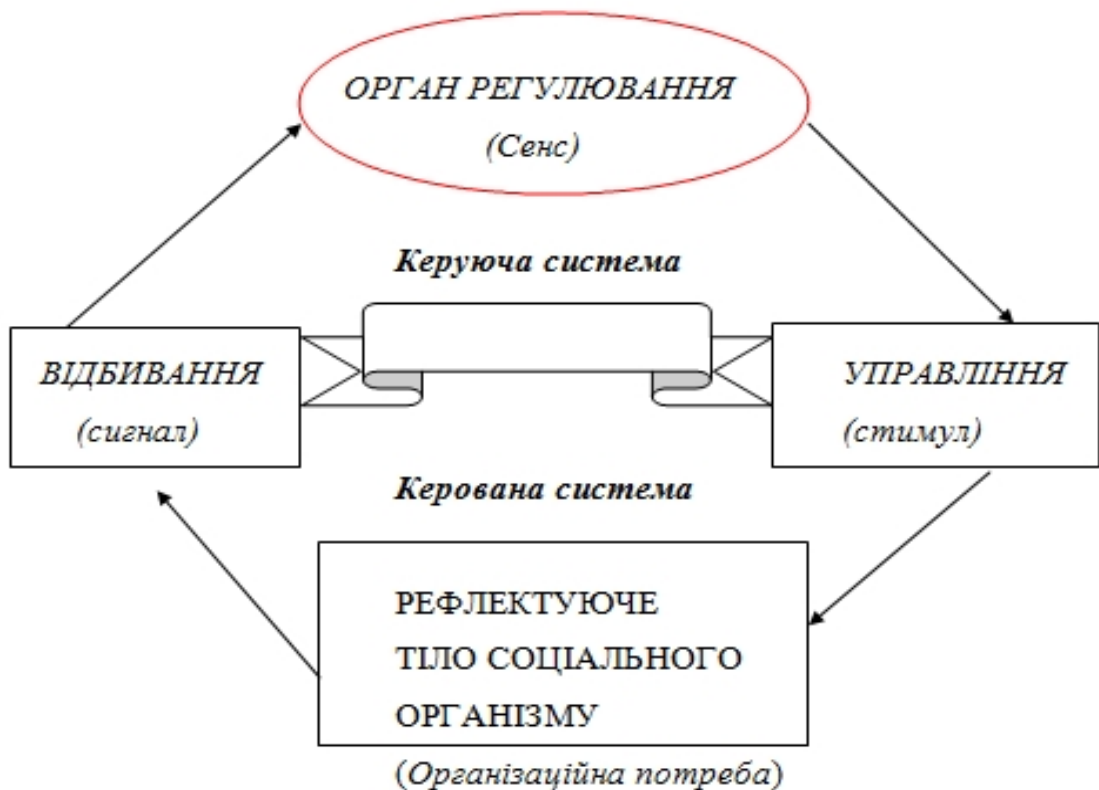 ОРГАН РЕГУЛЮВАННЯ
(Сенс)
Керуюча система
ВІДБИВАННЯ
(сигнал)
УПРАВЛІННЯ
(стимул)
Керована система
РЕФЛЕКТУЮЧЕ
ТІЛО СОЦІАЛЬНОГО
ОРГАНІЗМУ
(Організаційна потреба)